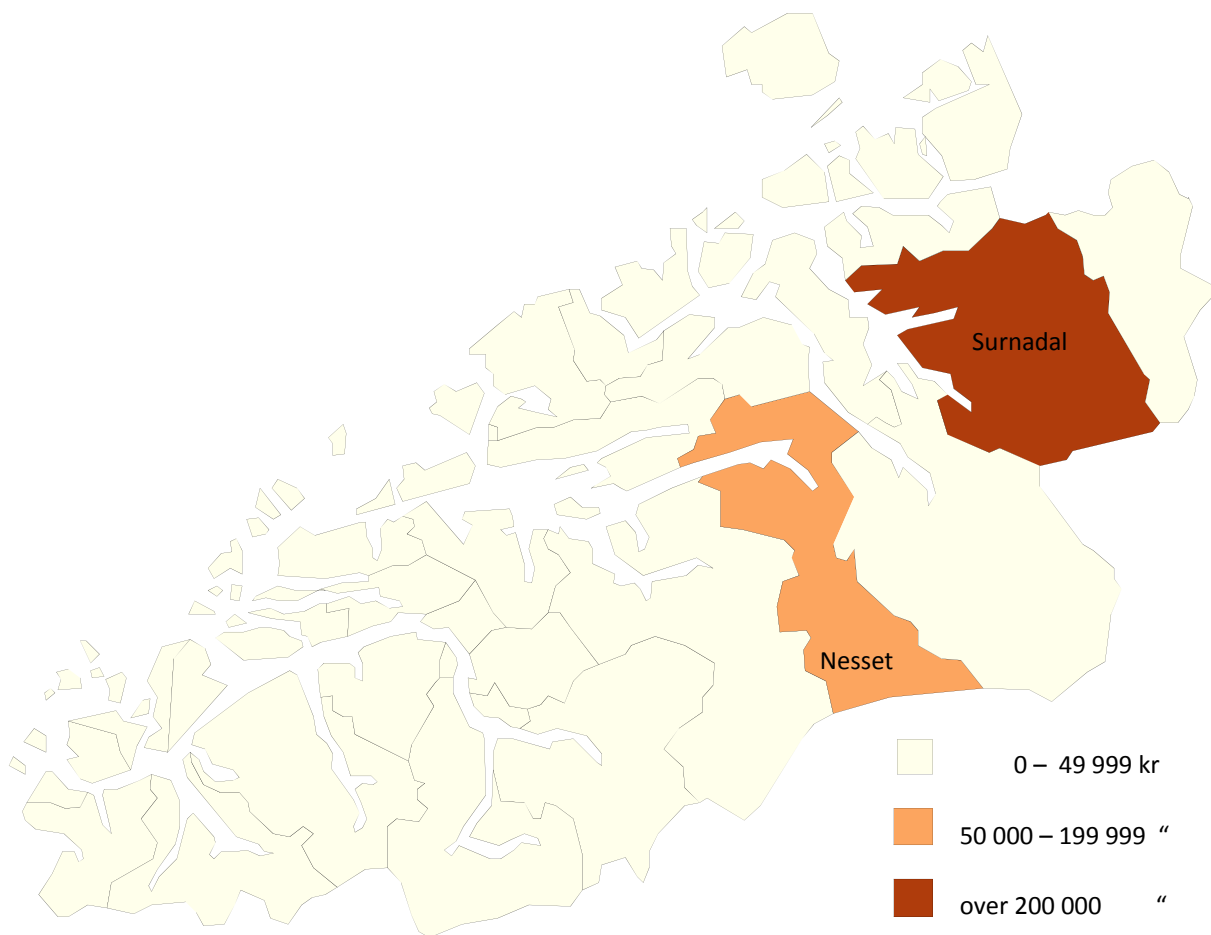 Surnadal
Nesset
0 – 49 999 kr
50 000 – 199 999 “
over 200 000 “